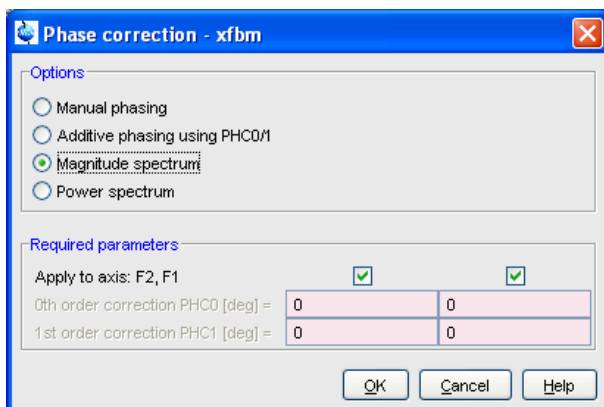 Phase correction - xfbm
Options
Manual phasing
Additive phasing using PHC0/1
Magnitude spectrum
Power spectrum
Required parameters
Apply to axis: F2, F1
0th order correction PHC0 [deg] = 0 0
1st order correction PHC1 [deg] = 0 0
OK Cancel Help